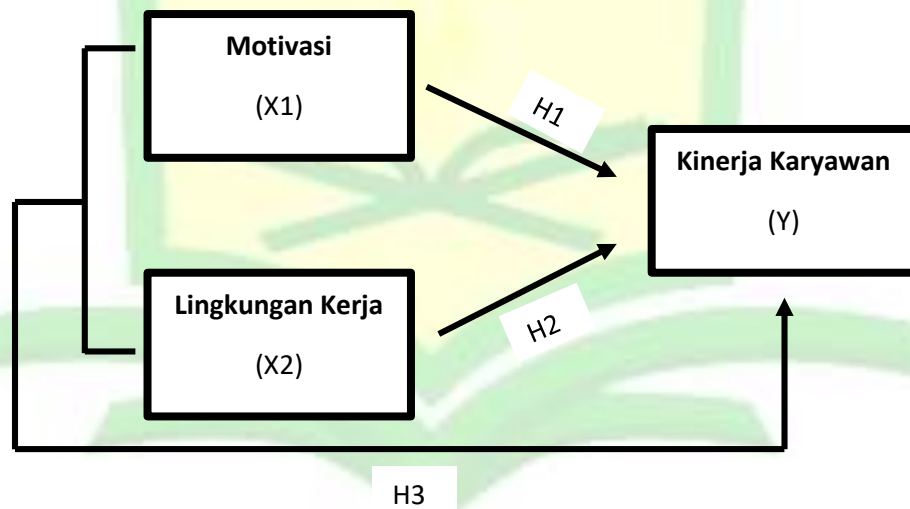 Motivasi
(X1)
H1
Kinerja Karyawan
(Y)
Lingkungan Kerja
(X2)
H2
H3